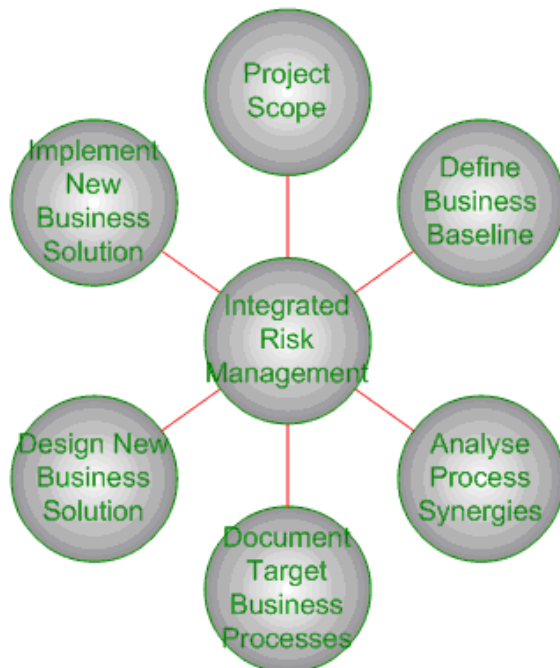 Project
Scope
Implement
New
Business
Solution
Define
Business
Baseline
Integrated
Risk
Management
Design New
Business
Solution
Analyse
Process
Synergies
Document
Target
Business
Processes